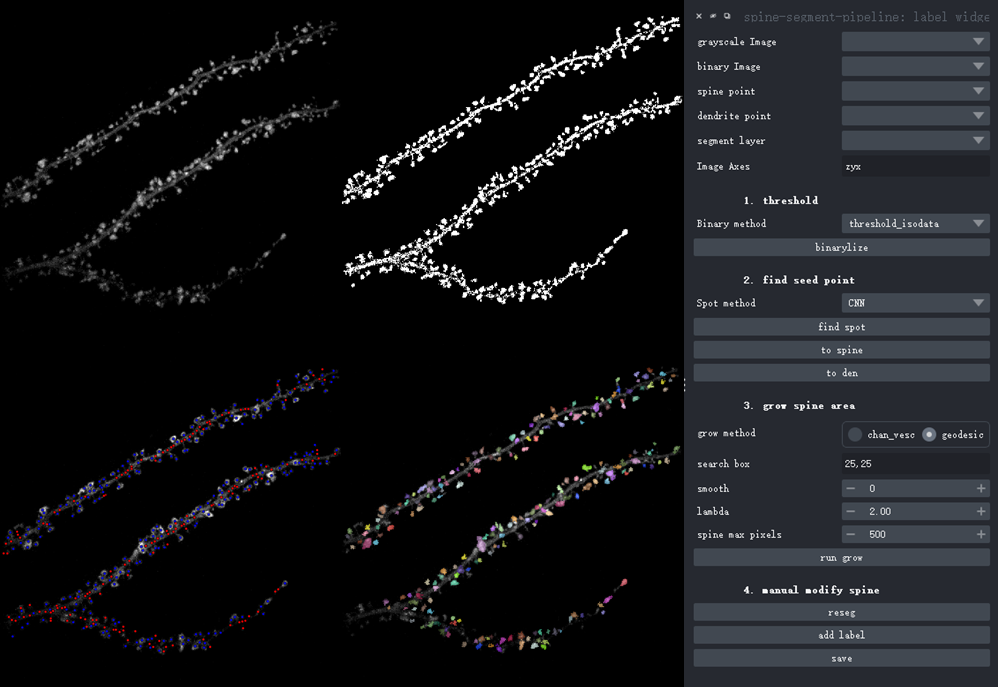 spine-segment-pipeline: label widge
grayscale Image
binary Image
spine point
dendrite point
segment layer
Image Axes zyx
1. threshold
Binary method threshold_isodata
binarylize
2. find seed point
Spot method CNN
find spot
to spine
to den
3. grow spine area
grow method chan_vesc geodesic
search box 25,25
smooth 0
lambda 2.00
spine max pixels 500
run grow
4. manual modify spine
reseg
add label
save